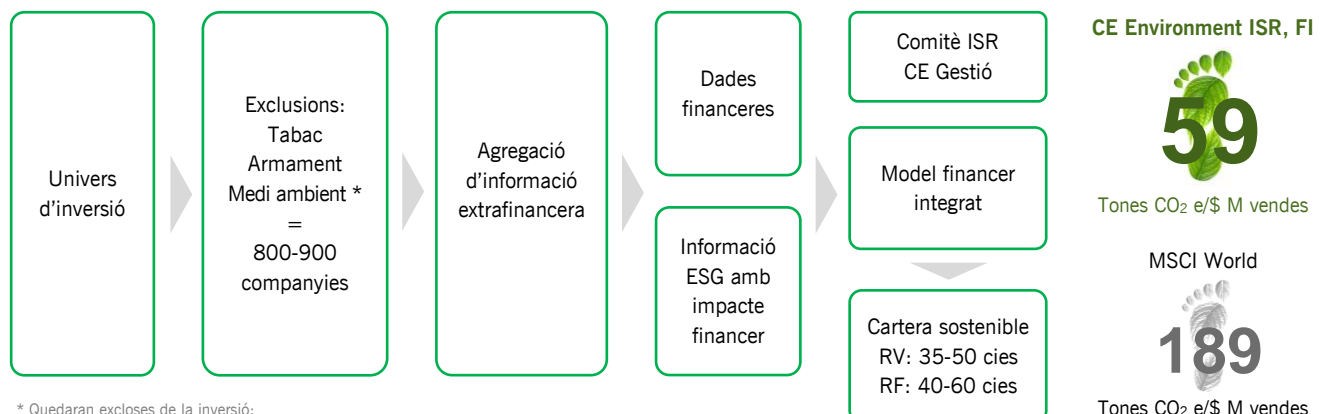 Univers
d'inversió
Exclusions:
Tabac
Armament
Medi ambient *
=
800-900
companyies
Agregació
d'informació
extrafinancera
Dades
financeres
Informació
ESG amb
impacte
financer
Comitè ISR
CE Gestió
Model financer
integrat
Cartera sostenible
RV: 35-50 cies
RF: 40-60 cies
CE Environment ISR, FI
59
Tones CO₂ e/$ M vendes
MSCI World
189
Tones CO₂ e/$ M vendes
* Quedaran excloses de la inversió: